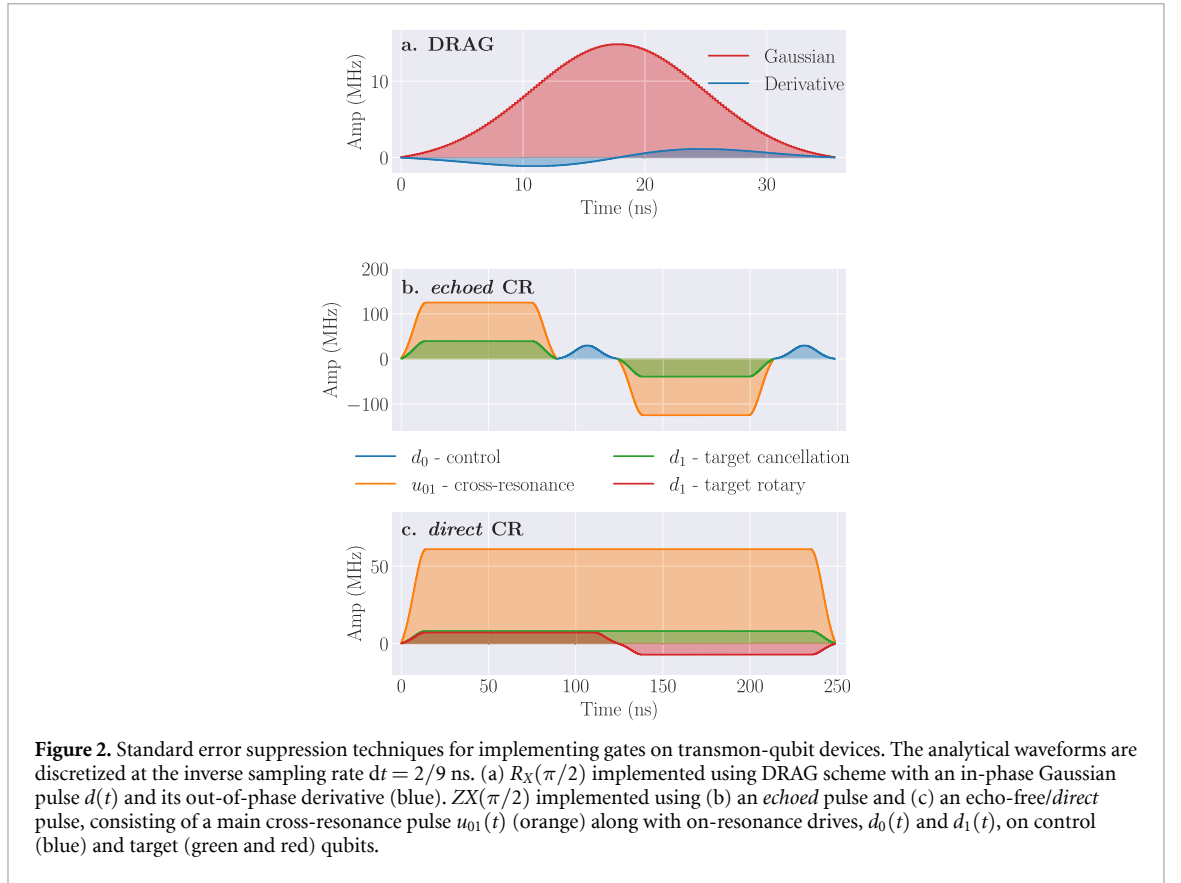 a. DRAG
Gaussian
Derivative
10
0
Amp (MHz)
0 10 20 30
Time (ns)
b. echoed CR
200
100
0
−100
Amp (MHz)
d0 - control
u01 - cross-resonance
d1 - target cancellation
d1 - target rotary
c. direct CR
50
0
Amp (MHz)
0 50 100 150 200 250
Time (ns)
Figure 2. Standard error suppression techniques for implementing gates on transmon-qubit devices. The analytical waveforms are
discretized at the inverse sampling rate dt = 2/9 ns. (a) RX(π/2) implemented using DRAG scheme with an in-phase Gaussian
pulse d(t) and its out-of-phase derivative (blue). ZX(π/2) implemented using (b) an echoed pulse and (c) an echo-free/direct
pulse, consisting of a main cross-resonance pulse u01(t) (orange) along with on-resonance drives, d0(t) and d1(t), on control
(blue) and target (green and red) qubits.